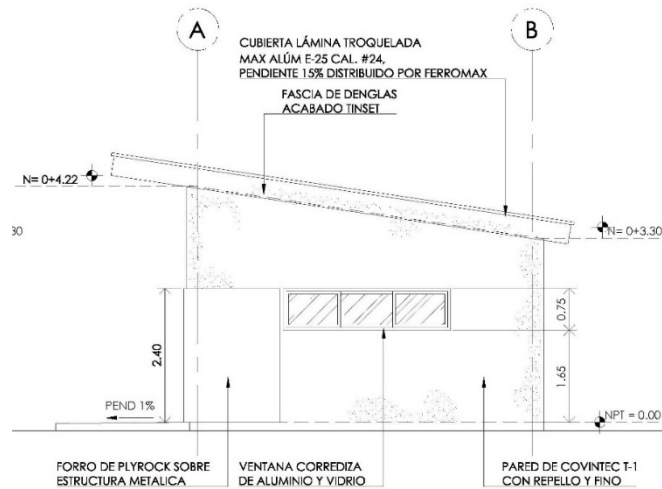 A
B
CUBIERTA LÁMINA TROQUELADA
MAX ALÚM E-25 CAL. #24,
PENDIENTE 15% DISTRIBUIDO POR FERROMAX
FASCIA DE DENGLAS
ACABADO TINSET
N= 0+4.22
30
N= 0+3.30
0.75
2.40
1.65
PEND 1%
NPT = 0.00
FORRO DE PLYROCK SOBRE
ESTRUCTURA METALICA
VENTANA CORREDIZA
DE ALUMINIO Y VIDRIO
PARED DE COVINTEC T-1
CON REPELLO Y FINO